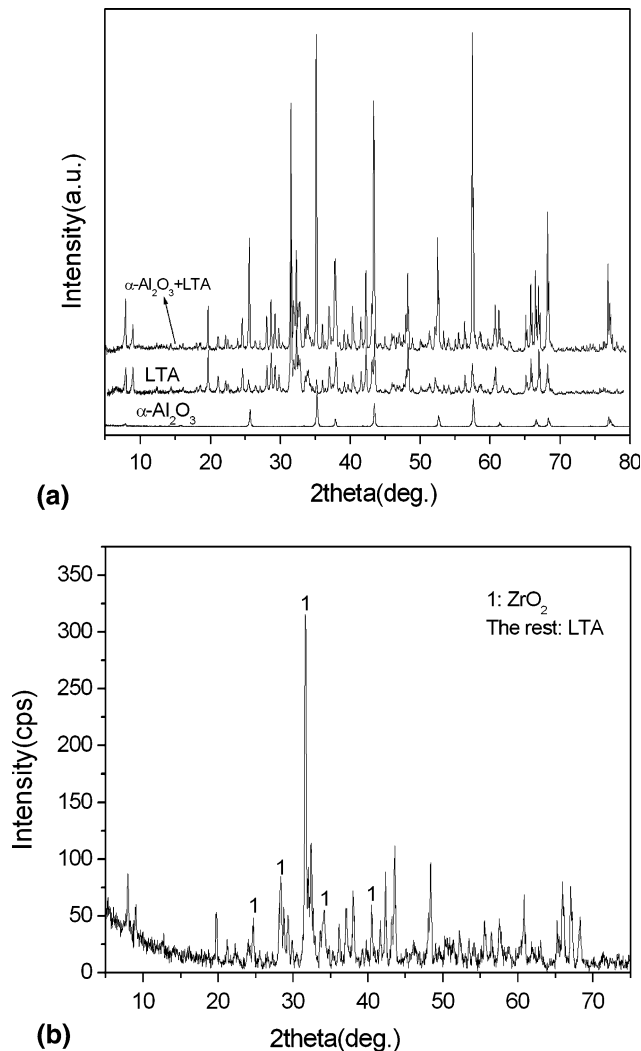 Intensity(a.u.)
α-Al₂O₃+LTA
LTA
α-Al₂O₃
10 20 30 40 50 60 70 80
2theta(deg.)
(a)
350
300
250
200
150
100
50
0
Intensity(cps)
1
1: ZrO₂
The rest: LTA
1
1
1
1
10 20 30 40 50 60 70
2theta(deg.)
(b)